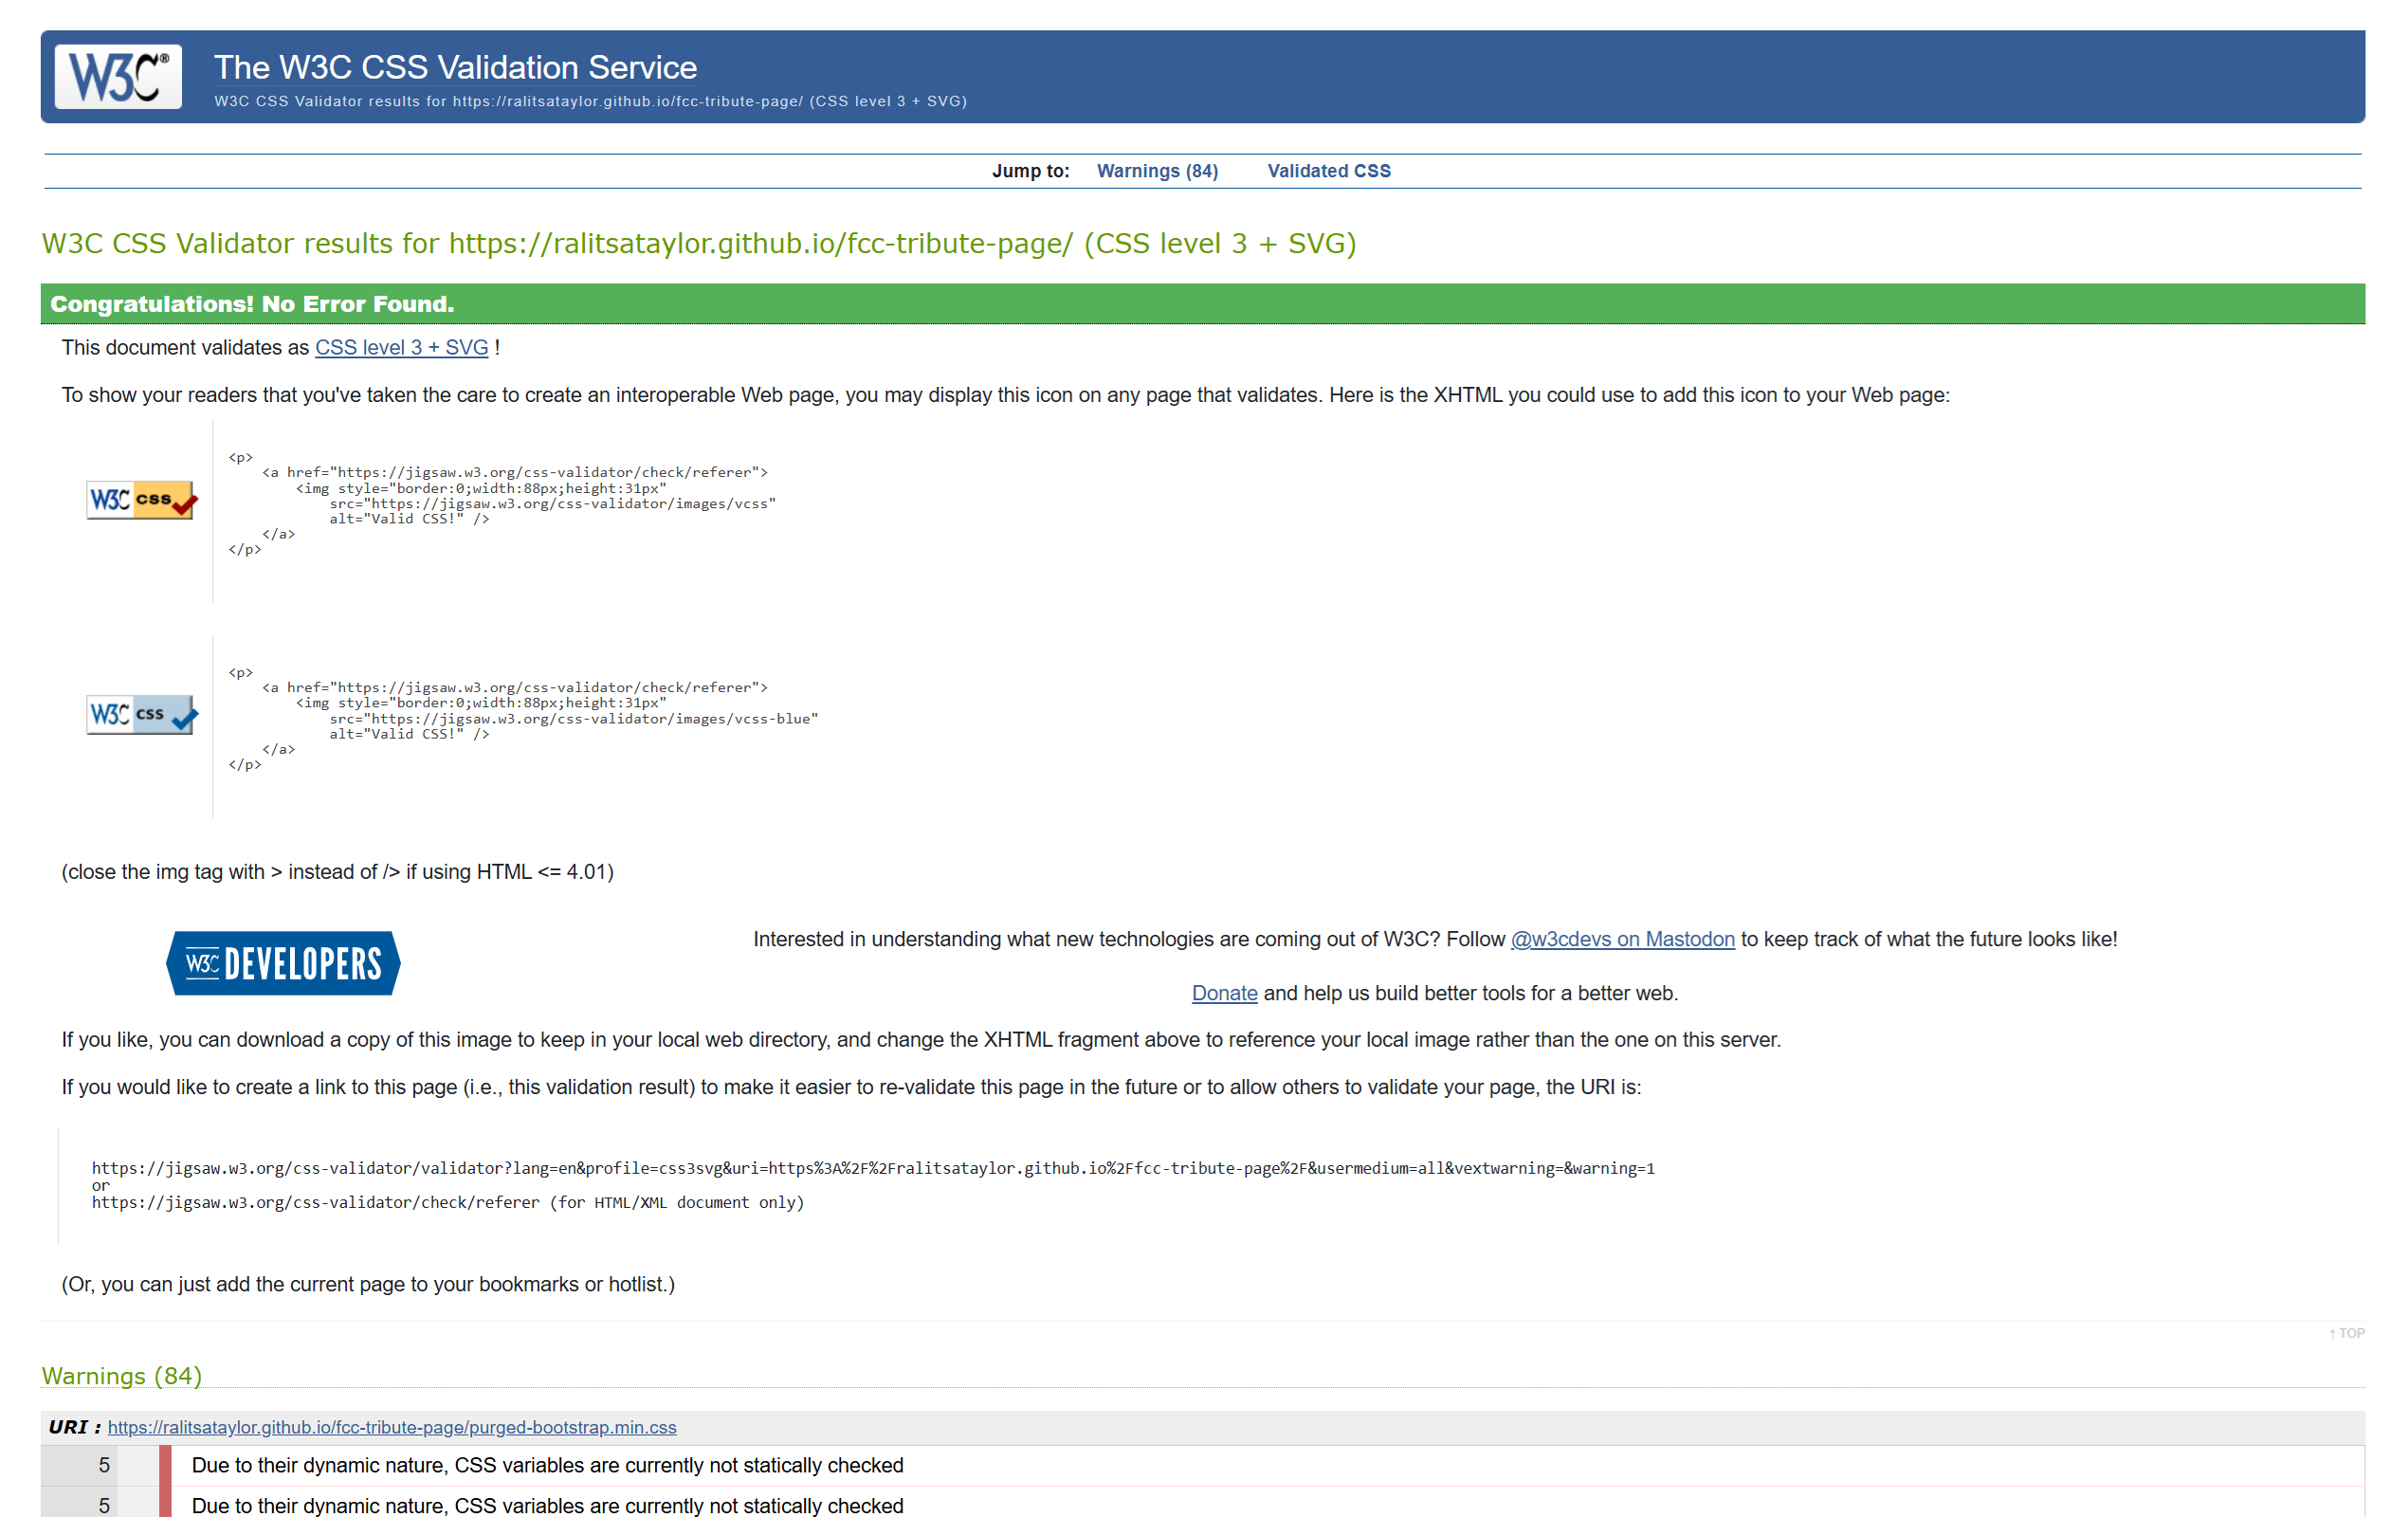 W3C®
The W3C CSS Validation Service
W3C CSS Validator results for https://ralitsataylor.github.io/fcc-tribute-page/ (CSS level 3 + SVG)
Jump to: Warnings (84) Validated CSS
W3C CSS Validator results for https://ralitsataylor.github.io/fcc-tribute-page/ (CSS level 3 + SVG)
Congratulations! No Error Found.
This document validates as CSS level 3 + SVG !
To show your readers that you've taken the care to create an interoperable Web page, you may display this icon on any page that validates. Here is the XHTML you could use to add this icon to your Web page:
W3C css
<p>
<a href="https://jigsaw.w3.org/css-validator/check/referer">
<img style="border:0;width:88px;height:31px"
src="https://jigsaw.w3.org/css-validator/images/vcss"
alt="Valid CSS!" />
</a>
</p>
W3C css
<p>
<a href="https://jigsaw.w3.org/css-validator/check/referer">
<img style="border:0;width:88px;height:31px"
src="https://jigsaw.w3.org/css-validator/images/vcss-blue"
alt="Valid CSS!" />
</a>
</p>
(close the img tag with > instead of /> if using HTML <= 4.01)
W3C DEVELOPERS
Interested in understanding what new technologies are coming out of W3C? Follow @w3cdevs on Mastodon to keep track of what the future looks like!
Donate and help us build better tools for a better web.
If you like, you can download a copy of this image to keep in your local web directory, and change the XHTML fragment above to reference your local image rather than the one on this server.
If you would like to create a link to this page (i.e., this validation result) to make it easier to re-validate this page in the future or to allow others to validate your page, the URI is:
https://jigsaw.w3.org/css-validator/validator?lang=en&profile=css3svg&uri=https%3A%2F%2Fralitsataylor.github.io%2Ffcc-tribute-page%2F&usermedium=all&vextwarning=&warning=1
or
https://jigsaw.w3.org/css-validator/check/referer (for HTML/XML document only)
(Or, you can just add the current page to your bookmarks or hotlist.)
↑ TOP
Warnings (84)
URI : https://ralitsataylor.github.io/fcc-tribute-page/purged-bootstrap.min.css
5 Due to their dynamic nature, CSS variables are currently not statically checked
5 Due to their dynamic nature, CSS variables are currently not statically checked